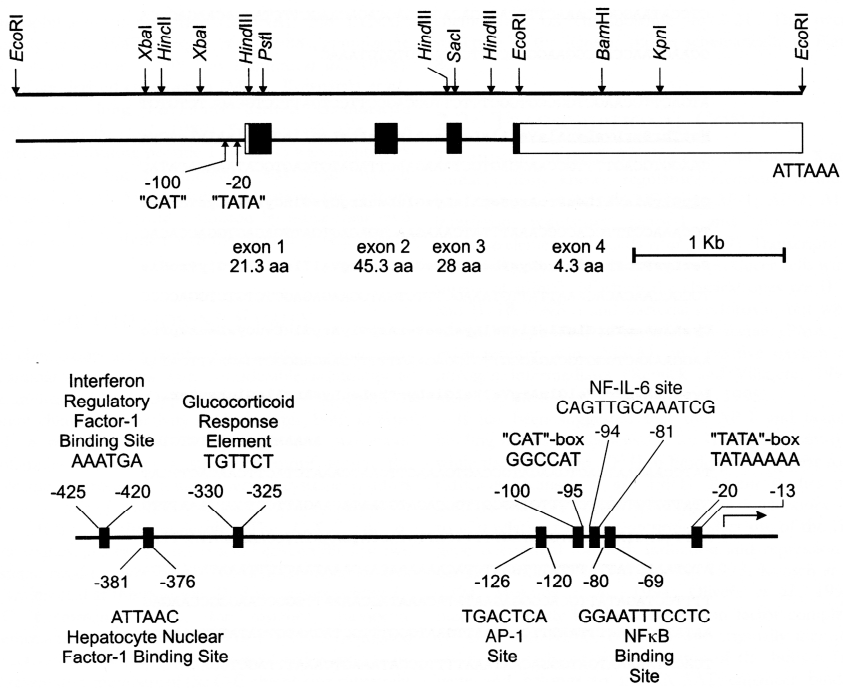 EcoRI
XbaI
HincII
XbaI
HindIII
PstI
HindIII
SacI
HindIII
EcoRI
BamHI
KpnI
EcoRI
ATTAAA
-100 -20
"CAT" "TATA"
exon 1 exon 2 exon 3 exon 4 1 Kb
21.3 aa 45.3 aa 28 aa 4.3 aa
Interferon
Regulatory
Factor-1
Binding Site
AAATGA
-425 -420
Glucocorticoid
Response
Element
TGTTCT
-330 -325
NF-IL-6 site
CAGTTGCAAATCG
-94 -81
"CAT"-box
GGCCAT
-100 -95
"TATA"-box
TATAAAAA
-20 -13
-381 -376
ATTAAC
Hepatocyte Nuclear
Factor-1 Binding Site
-126 -120
TGACTCA
AP-1
Site
-80 -69
GGAATTTCCTC
NFκB
Binding
Site